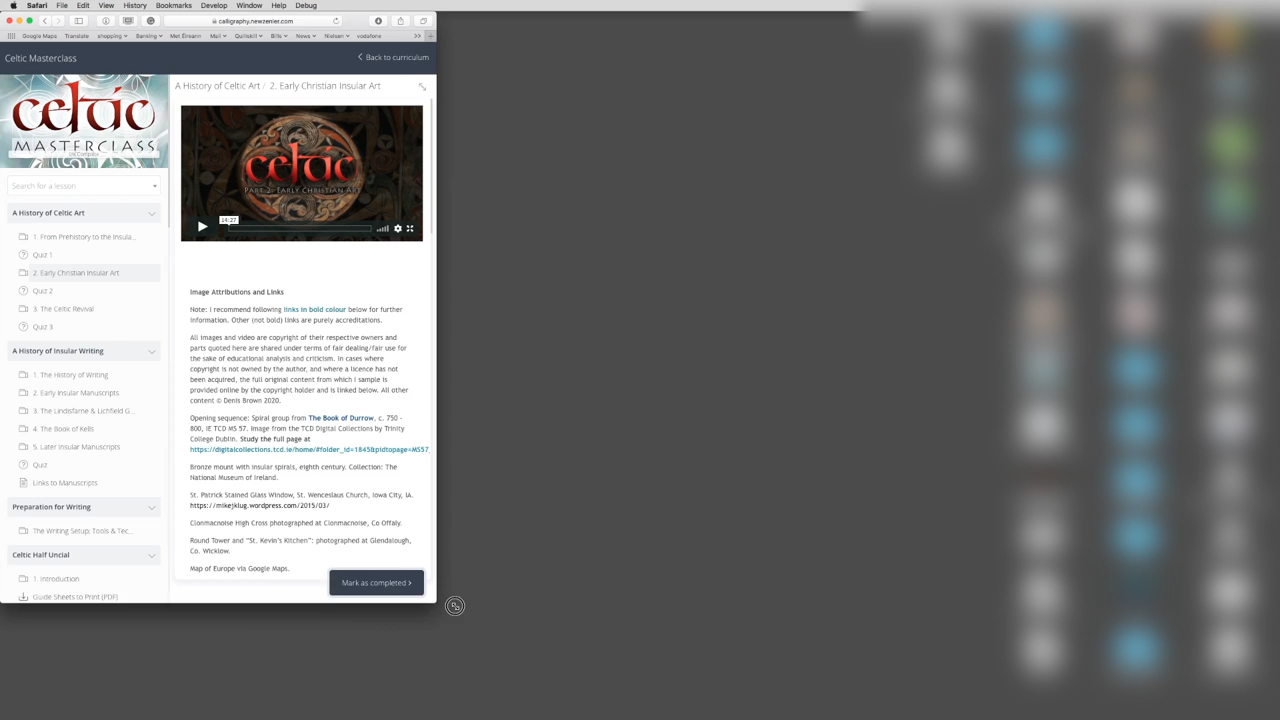 Safari File Edit View History Bookmarks Develop Window Help Debug
calligraphy.newzenler.com
Google Maps Translate shopping Banking Met Éireann Mail Quillskill Bills News Nielsen vodafone
Celtic Masterclass
Back to curriculum
celtic
MASTERCLASS
Search for a lesson
A History of Celtic Art
1. From Prehistory to the Insula...
Quiz 1
2. Early Christian Insular Art
Quiz 2
3. The Celtic Revival
Quiz 3
A History of Insular Writing
1. The History of Writing
2. Early Insular Manuscripts
3. The Lindisfarne & Lichfield G...
4. The Book of Kells
5. Later Insular Manuscripts
Quiz
Links to Manuscripts
Preparation for Writing
The Writing Setup; Tools & Tec...
Celtic Half Uncial
1. Introduction
Guide Sheets to Print (PDF)
A History of Celtic Art / 2. Early Christian Insular Art
celtic
PART 2: EARLY CHRISTIAN ART
14:27
Image Attributions and Links
Note: I recommend following links in bold colour below for further
information. Other (not bold) links are purely accreditations.
All images and video are copyright of their respective owners and
parts quoted here are shared under terms of fair dealing/fair use for
the sake of educational analysis and criticism. In cases where
copyright is not owned by the author, and where a licence has not
been acquired, the full original content from which I sample is
provided online by the copyright holder and is linked below. All other
content © Denis Brown 2020.
Opening sequence: Spiral group from The Book of Durrow, c. 750 -
800, IE TCD MS 57. Image from the TCD Digital Collections by Trinity
College Dublin. Study the full page at
https://digitalcollections.tcd.ie/home/#folder_id=1845&pidtopage=MS57_
Bronze mount with insular spirals, eighth century. Collection: The
National Museum of Ireland.
St. Patrick Stained Glass Window, St. Wenceslaus Church, Iowa City, IA.
https://mikejklug.wordpress.com/2015/03/
Clonmacnoise High Cross photographed at Clonmacnoise, Co Offaly.
Round Tower and “St. Kevin’s Kitchen”: photographed at Glendalough,
Co. Wicklow.
Map of Europe via Google Maps.
Mark as completed